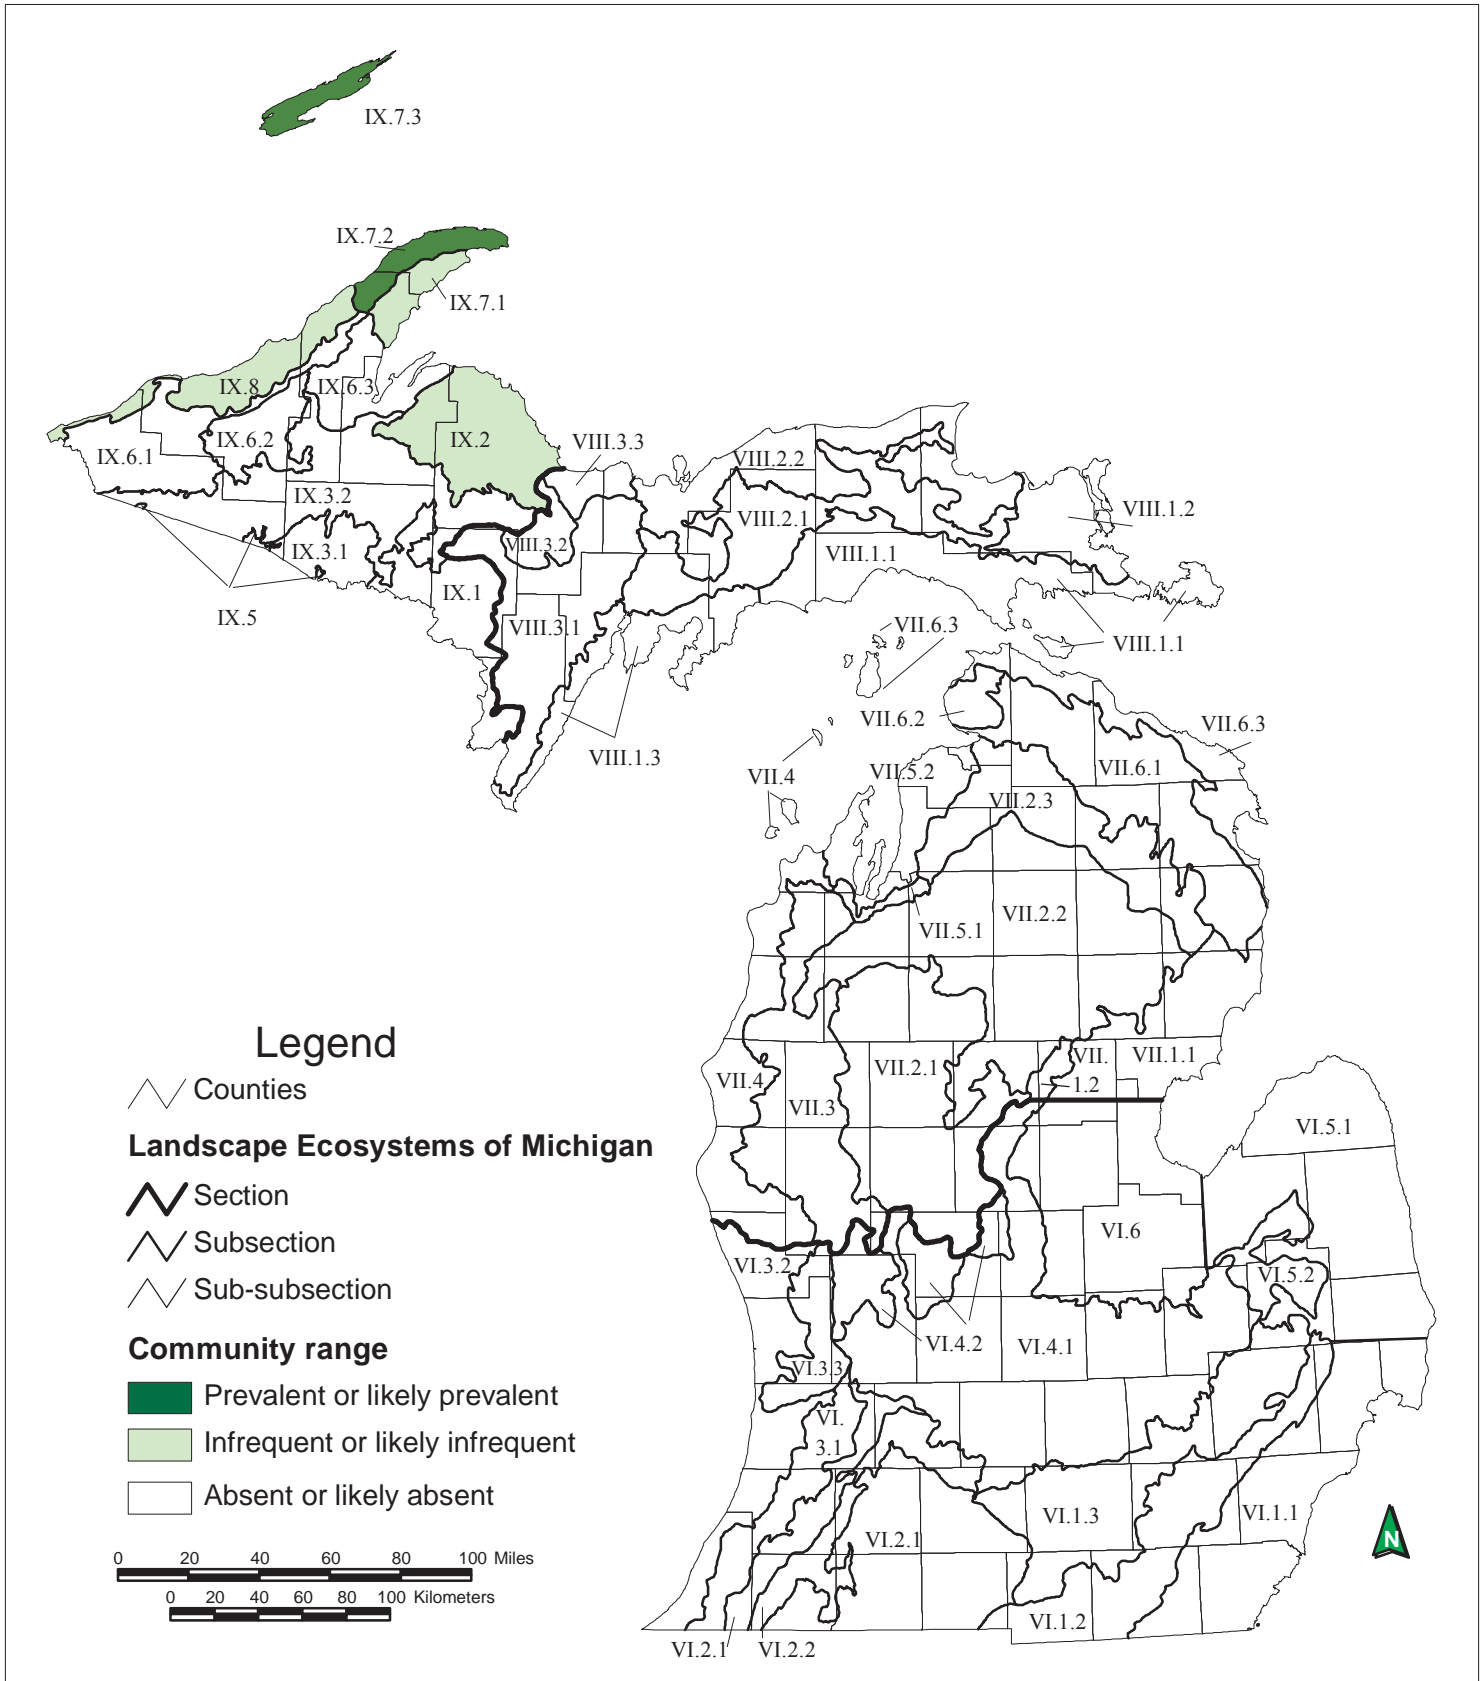 IX.7.3
IX.7.2
IX.7.1
IX.8
IX.6.3
IX.6.2
IX.2
VIII.3.3
IX.6.1
VIII.2.2
IX.3.2
VIII.2.1
VIII.1.2
IX.3.1
VIII.3.2
VIII.1.1
IX.1
IX.5
VIII.3.1
VII.6.3
VIII.1.1
VII.6.2
VII.6.3
VIII.1.3
VII.4
VII.5.2
VII.6.1
VII.2.3
VII.5.1
VII.2.2
VII.4
VII.3
VII.2.1
VII.
1.2
VII.1.1
VI.5.1
VI.6
VI.3.2
VI.5.2
VI.4.2
VI.4.1
VI.3.3
VI.
3.1
VI.1.3
VI.1.1
VI.2.1
VI.1.2
VI.2.1
VI.2.2
Legend
Counties
Landscape Ecosystems of Michigan
Section
Subsection
Sub-subsection
Community range
Prevalent or likely prevalent
Infrequent or likely infrequent
Absent or likely absent
0 20 40 60 80 100 Miles
0 20 40 60 80 100 Kilometers
N